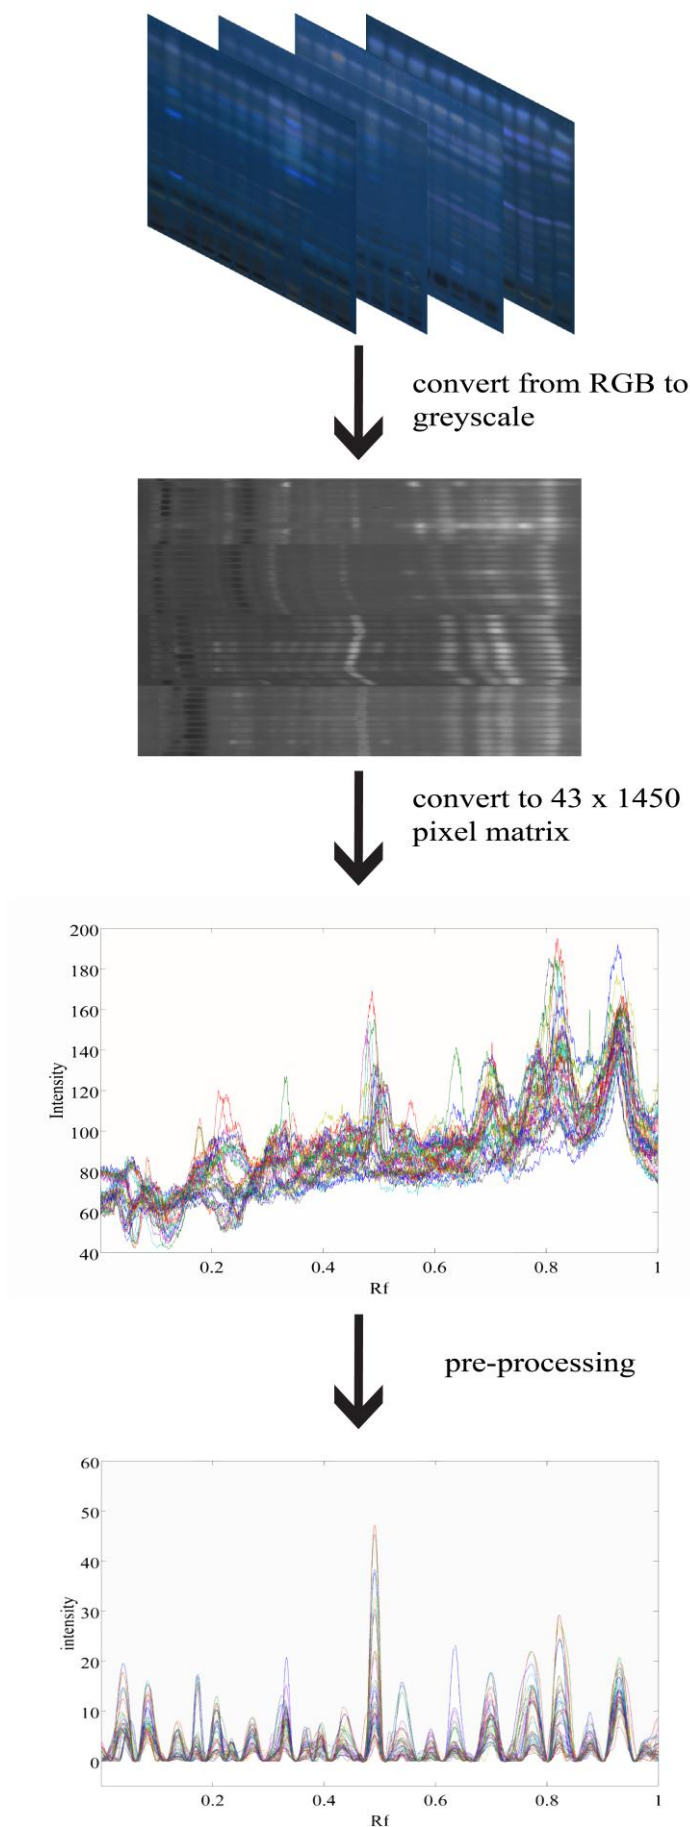 convert from RGB to
greyscale
convert to 43 x 1450
pixel matrix
200
180
160
140
120
100
80
60
40
Intensity
0.2 0.4 0.6 0.8 1
Rf
pre-processing
60
50
40
30
20
10
0
intensity
0.2 0.4 0.6 0.8 1
Rf